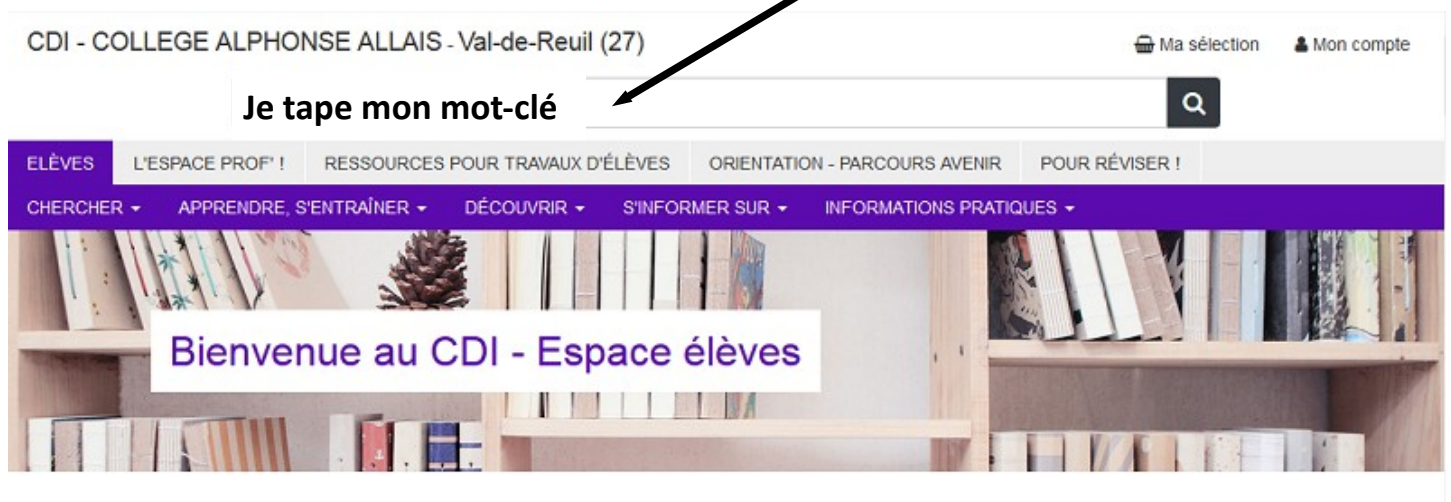 CDI - COLLEGE ALPHONSE ALLAIS - Val-de-Reuil (27)
Ma sélection
Mon compte
Je tape mon mot-clé
ELÈVES L'ESPACE PROF' ! RESSOURCES POUR TRAVAUX D'ÉLÈVES ORIENTATION - PARCOURS AVENIR POUR RÉVISER !
CHERCHER APPRENDRE, S'ENTRAÎNER DÉCOUVRIR S'INFORMER SUR INFORMATIONS PRATIQUES
Bienvenue au CDI - Espace élèves